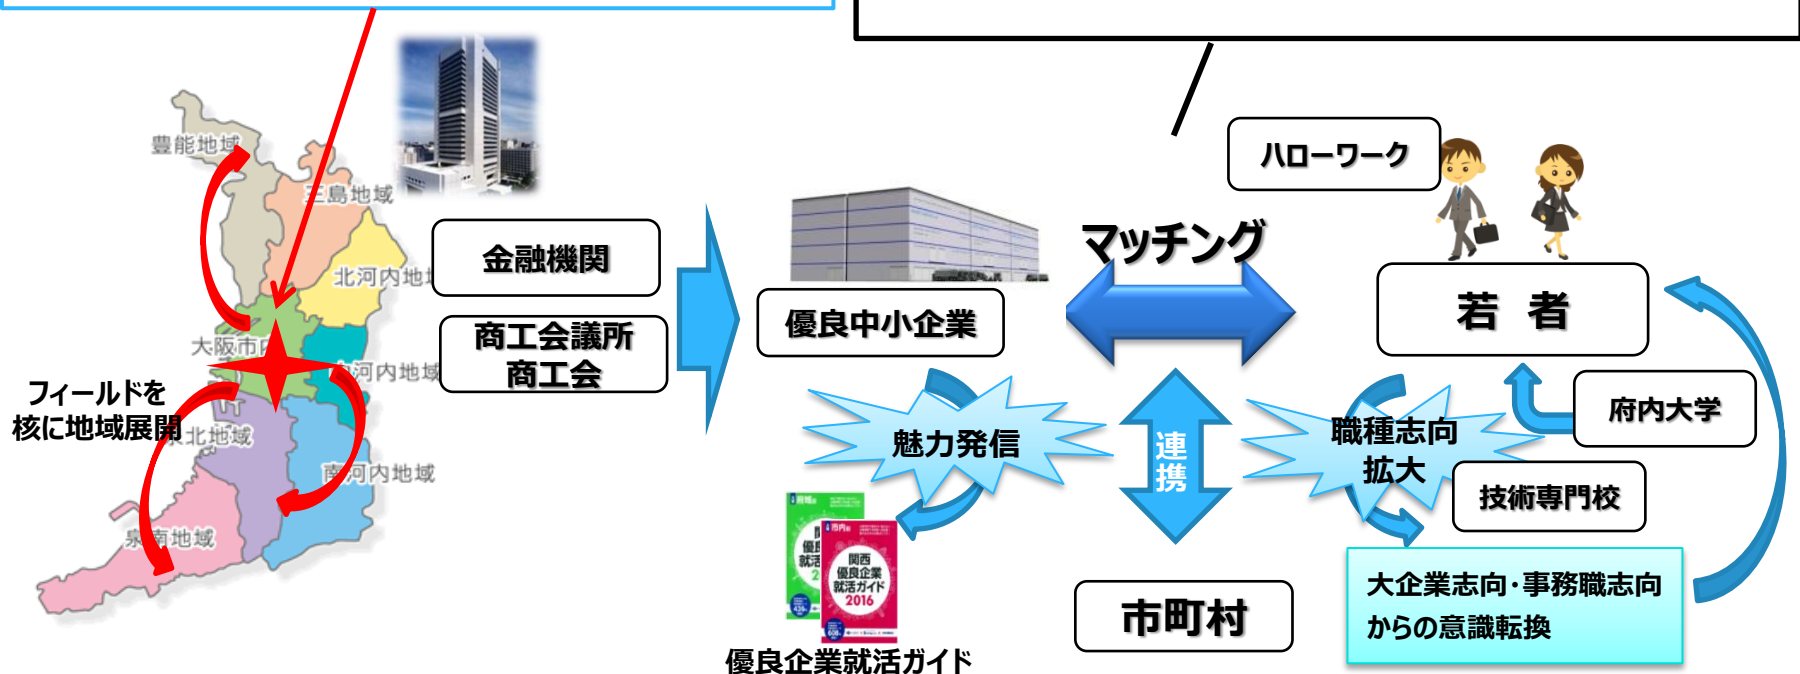 豊能地域
三島地域
北河内地
大阪市
河内地域
北地域
南河内地域
泉南地域
フィールドを
核に地域展開
金融機関
商工会議所
商工会
優良中小企業
マッチング
ハローワーク
若 者
魅力発信
連携
職種志向
拡大
府内大学
技術専門校
大企業志向・事務職志向
からの意識転換
市町村
市内版
関西
優良企業
就活ガイド
2016
優良企業就活ガイド